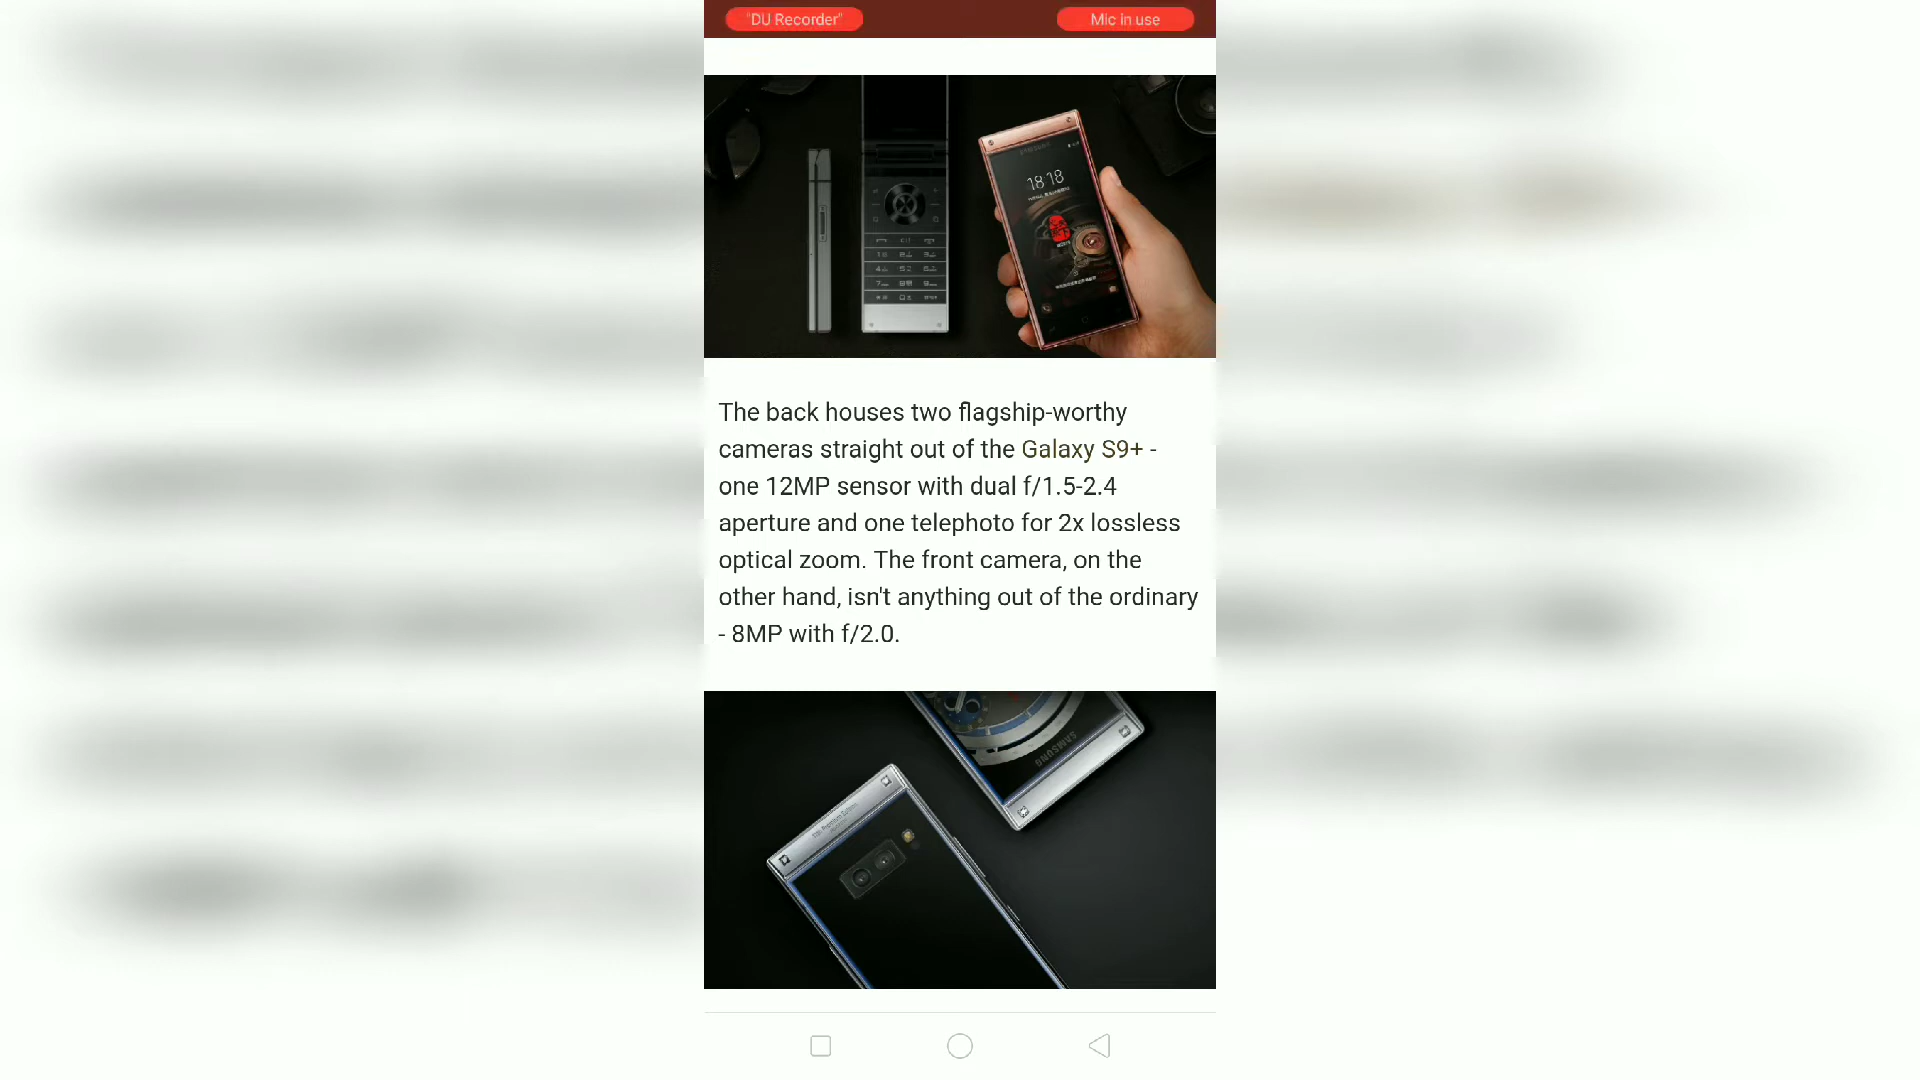 "DU Recorder"
Mic in use
SAMSUNG
18:18
The back houses two flagship-worthy
cameras straight out of the Galaxy S9+ -
one 12MP sensor with dual f/1.5-2.4
aperture and one telephoto for 2x lossless
optical zoom. The front camera, on the
other hand, isn't anything out of the ordinary
- 8MP with f/2.0.
SAMSUNG